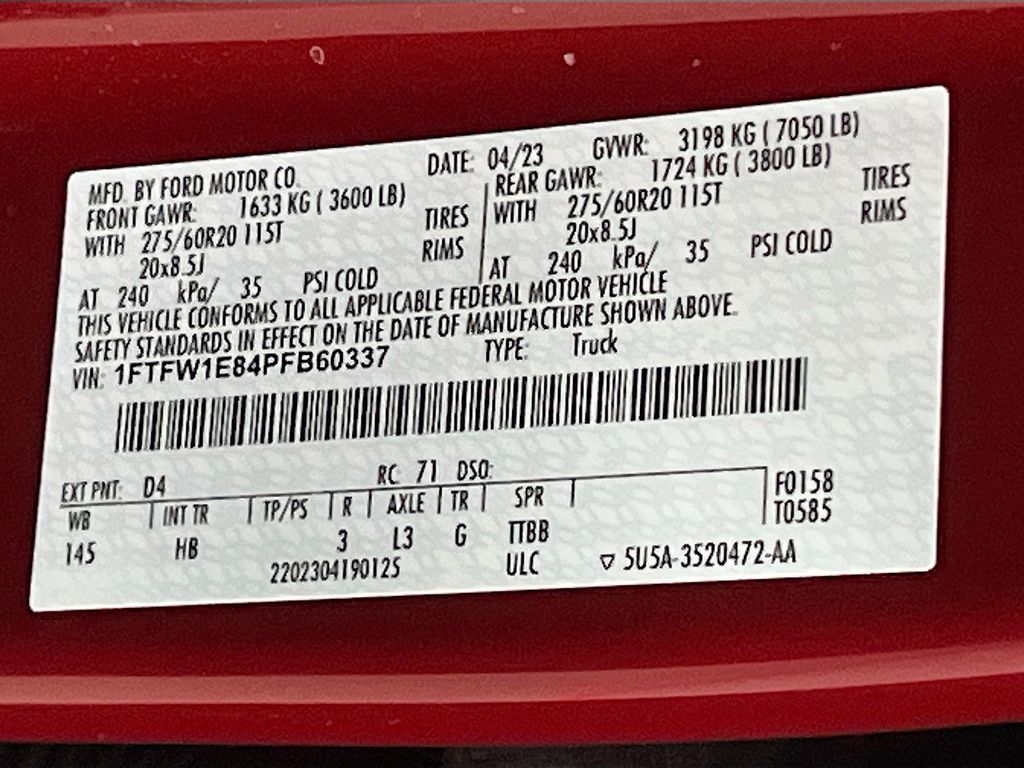 MFD. BY FORD MOTOR CO. DATE: 04/23 GVWR: 3198 KG ( 7050 LB)
FRONT GAWR: 1633 KG ( 3600 LB) REAR GAWR: 1724 KG ( 3800 LB)
WITH 275/60R20 115T TIRES WITH 275/60R20 115T TIRES
20x8.5J RIMS 20x8.5J RIMS
AT 240 kPa/ 35 PSI COLD AT 240 kPa/ 35 PSI COLD
THIS VEHICLE CONFORMS TO ALL APPLICABLE FEDERAL MOTOR VEHICLE
SAFETY STANDARDS IN EFFECT ON THE DATE OF MANUFACTURE SHOWN ABOVE.
VIN: 1FTFW1E84PFB60337 TYPE: Truck
EXT PNT: D4 RC 71 DSO:
WB INT TR TP/PS R AXLE TR SPR F0158
145 HB 3 L3 G TTBB T0585
2202304190125 ULC ▽ 5U5A-3520472-AA